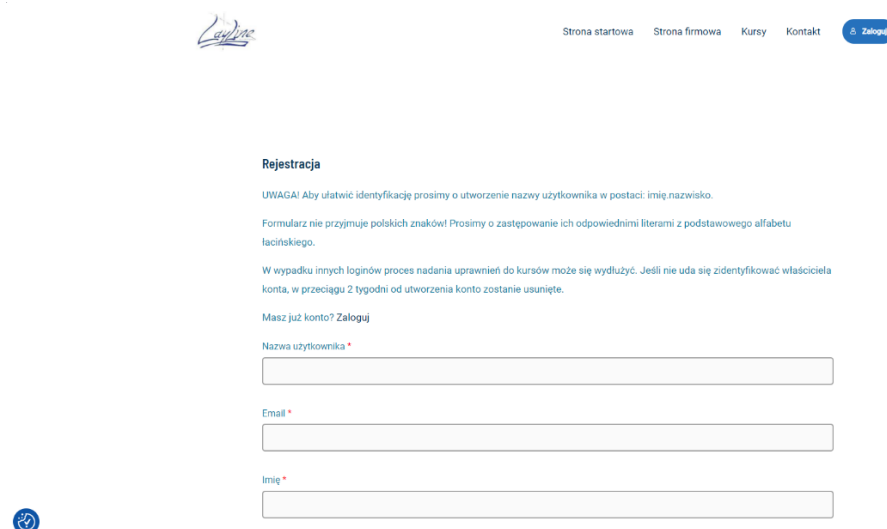 LayLine
Strona startowa Strona firmowa Kursy Kontakt Zaloguj
Rejestracja
UWAGA! Aby ułatwić identyfikację prosimy o utworzenie nazwy użytkownika w postaci: imię.nazwisko.
Formularz nie przyjmuje polskich znaków! Prosimy o zastępowanie ich odpowiednimi literami z podstawowego alfabetu
łacińskiego.
W wypadku innych loginów proces nadania uprawnień do kursów może się wydłużyć. Jeśli nie uda się zidentyfikować właściciela
konta, w przeciągu 2 tygodni od utworzenia konto zostanie usunięte.
Masz już konto? Zaloguj
Nazwa użytkownika *
Email *
Imię *